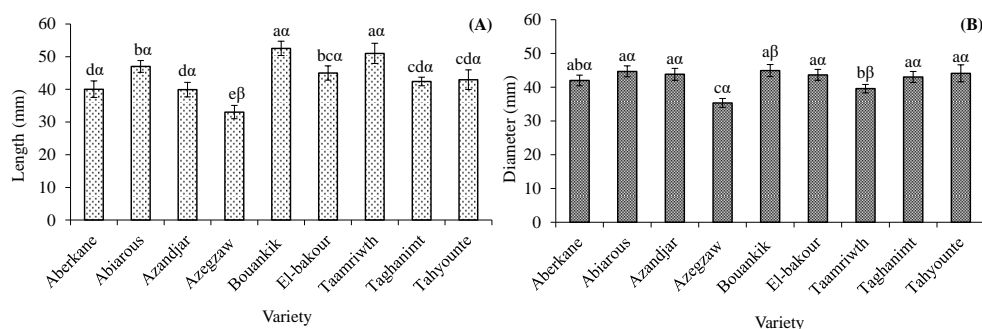 (A)
Length (mm)
60
50
40
30
20
10
0
dα
bα
dα
eβ
aα
bcα
aα
cdα
cdα
Aberkane
Abiarous
Azandjar
Azegzaw
Bouankik
El-bakour
Taamriwth
Taghanimt
Tahyounte
Variety
(B)
Diameter (mm)
60
50
40
30
20
10
0
abα
aα
aα
cα
aβ
aα
bβ
aα
aα
Aberkane
Abiarous
Azandjar
Azegzaw
Bouankik
El-bakour
Taamriwth
Taghanimt
Tahyounte
Variety